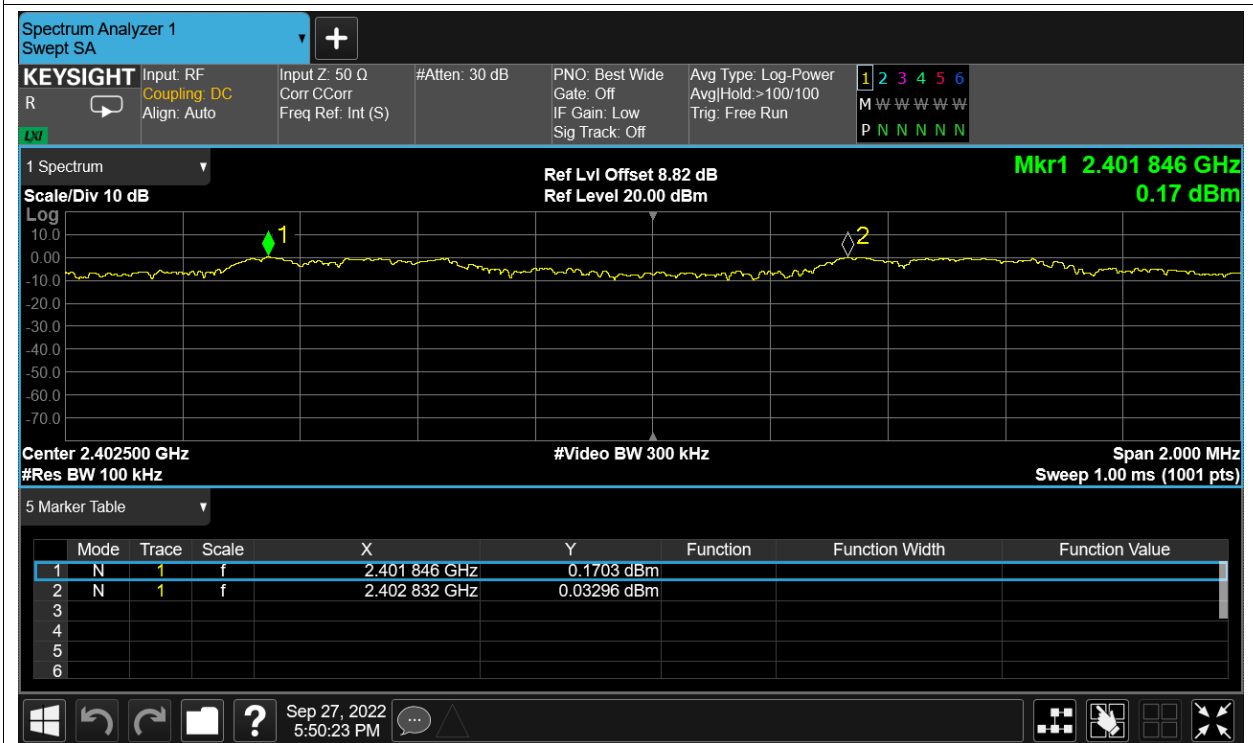 Spectrum Analyzer 1
Swept SA
+
KEYSIGHT Input: RF Input Z: 50 Ω #Atten: 30 dB PNO: Best Wide Avg Type: Log-Power 1 2 3 4 5 6
R Coupling: DC Corr CCorr Gate: Off Avg|Hold:>100/100 M W W W W W
Align: Auto Freq Ref: Int (S) IF Gain: Low Trig: Free Run
LXI Sig Track: Off P N N N N N
1 Spectrum Ref Lvl Offset 8.82 dB Mkr1 2.401 846 GHz
Scale/Div 10 dB Ref Level 20.00 dBm 0.17 dBm
Log
10.0
0.00
-10.0
-20.0
-30.0
-40.0
-50.0
-60.0
-70.0
1
2
Center 2.402500 GHz #Video BW 300 kHz Span 2.000 MHz
#Res BW 100 kHz Sweep 1.00 ms (1001 pts)
5 Marker Table
Mode Trace Scale X Y Function Function Width Function Value
1 N 1 f 2.401 846 GHz 0.1703 dBm
2 N 1 f 2.402 832 GHz 0.03296 dBm
3
4
5
6
? Sep 27, 2022
5:50:23 PM